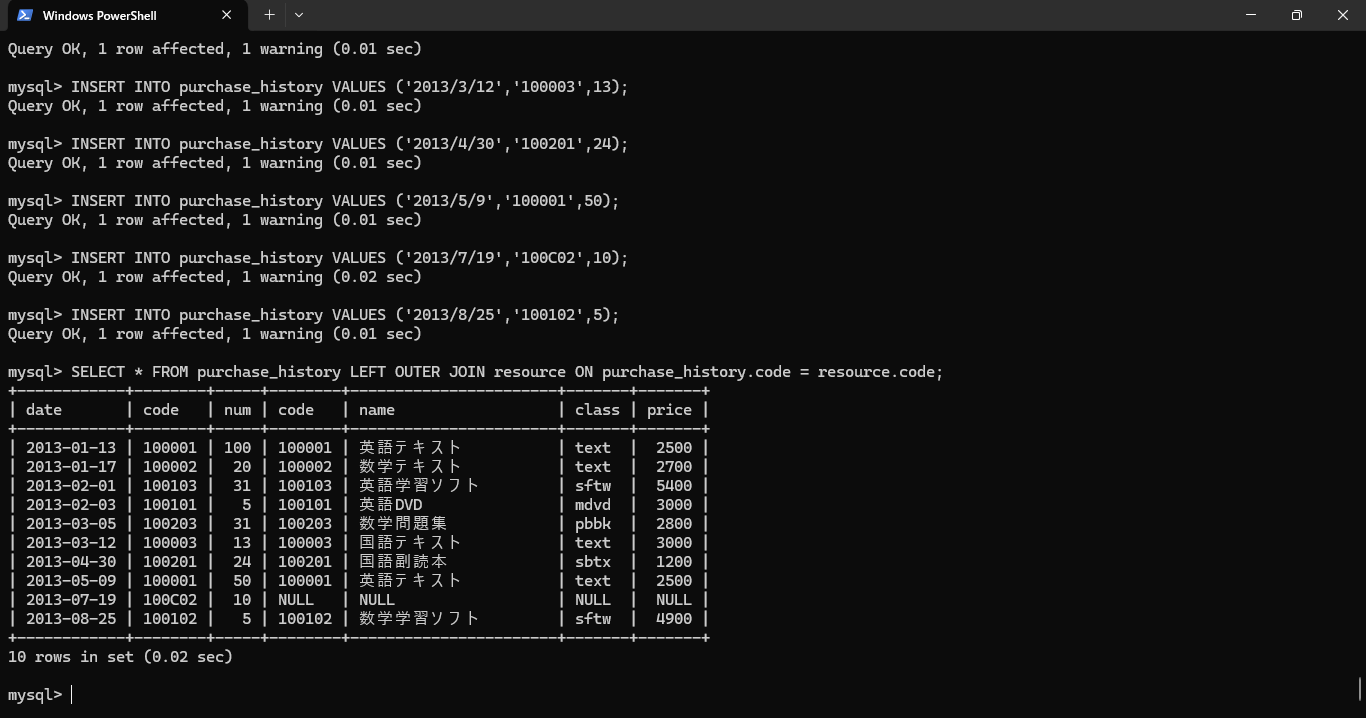 Windows PowerShell
Query OK, 1 row affected, 1 warning (0.01 sec)
mysql> INSERT INTO purchase_history VALUES ('2013/3/12','100003',13);
Query OK, 1 row affected, 1 warning (0.01 sec)
mysql> INSERT INTO purchase_history VALUES ('2013/4/30','100201',24);
Query OK, 1 row affected, 1 warning (0.01 sec)
mysql> INSERT INTO purchase_history VALUES ('2013/5/9','100001',50);
Query OK, 1 row affected, 1 warning (0.01 sec)
mysql> INSERT INTO purchase_history VALUES ('2013/7/19','100C02',10);
Query OK, 1 row affected, 1 warning (0.02 sec)
mysql> INSERT INTO purchase_history VALUES ('2013/8/25','100102',5);
Query OK, 1 row affected, 1 warning (0.01 sec)
mysql> SELECT * FROM purchase_history LEFT OUTER JOIN resource ON purchase_history.code = resource.code;
+------------+--------+-----+--------+-----------------------+-------+-------+
| date       | code   | num | code   | name                  | class | price |
+------------+--------+-----+--------+-----------------------+-------+-------+
| 2013-01-13 | 100001 | 100 | 100001 | 英語テキスト | text  |  2500 |
| 2013-01-17 | 100002 |  20 | 100002 | 数学テキスト | text  |  2700 |
| 2013-02-01 | 100103 |  31 | 100103 | 英語学習ソフト | sftw  |  5400 |
| 2013-02-03 | 100101 |   5 | 100101 | 英語DVD | mdvd  |  3000 |
| 2013-03-05 | 100203 |  31 | 100203 | 数学問題集 | pbbk  |  2800 |
| 2013-03-12 | 100003 |  13 | 100003 | 国語テキスト | text  |  3000 |
| 2013-04-30 | 100201 |  24 | 100201 | 国語副読本 | sbtx  |  1200 |
| 2013-05-09 | 100001 |  50 | 100001 | 英語テキスト | text  |  2500 |
| 2013-07-19 | 100C02 |  10 | NULL   | NULL                  | NULL  |  NULL |
| 2013-08-25 | 100102 |   5 | 100102 | 数学学習ソフト | sftw  |  4900 |
+------------+--------+-----+--------+-----------------------+-------+-------+
10 rows in set (0.02 sec)
mysql>